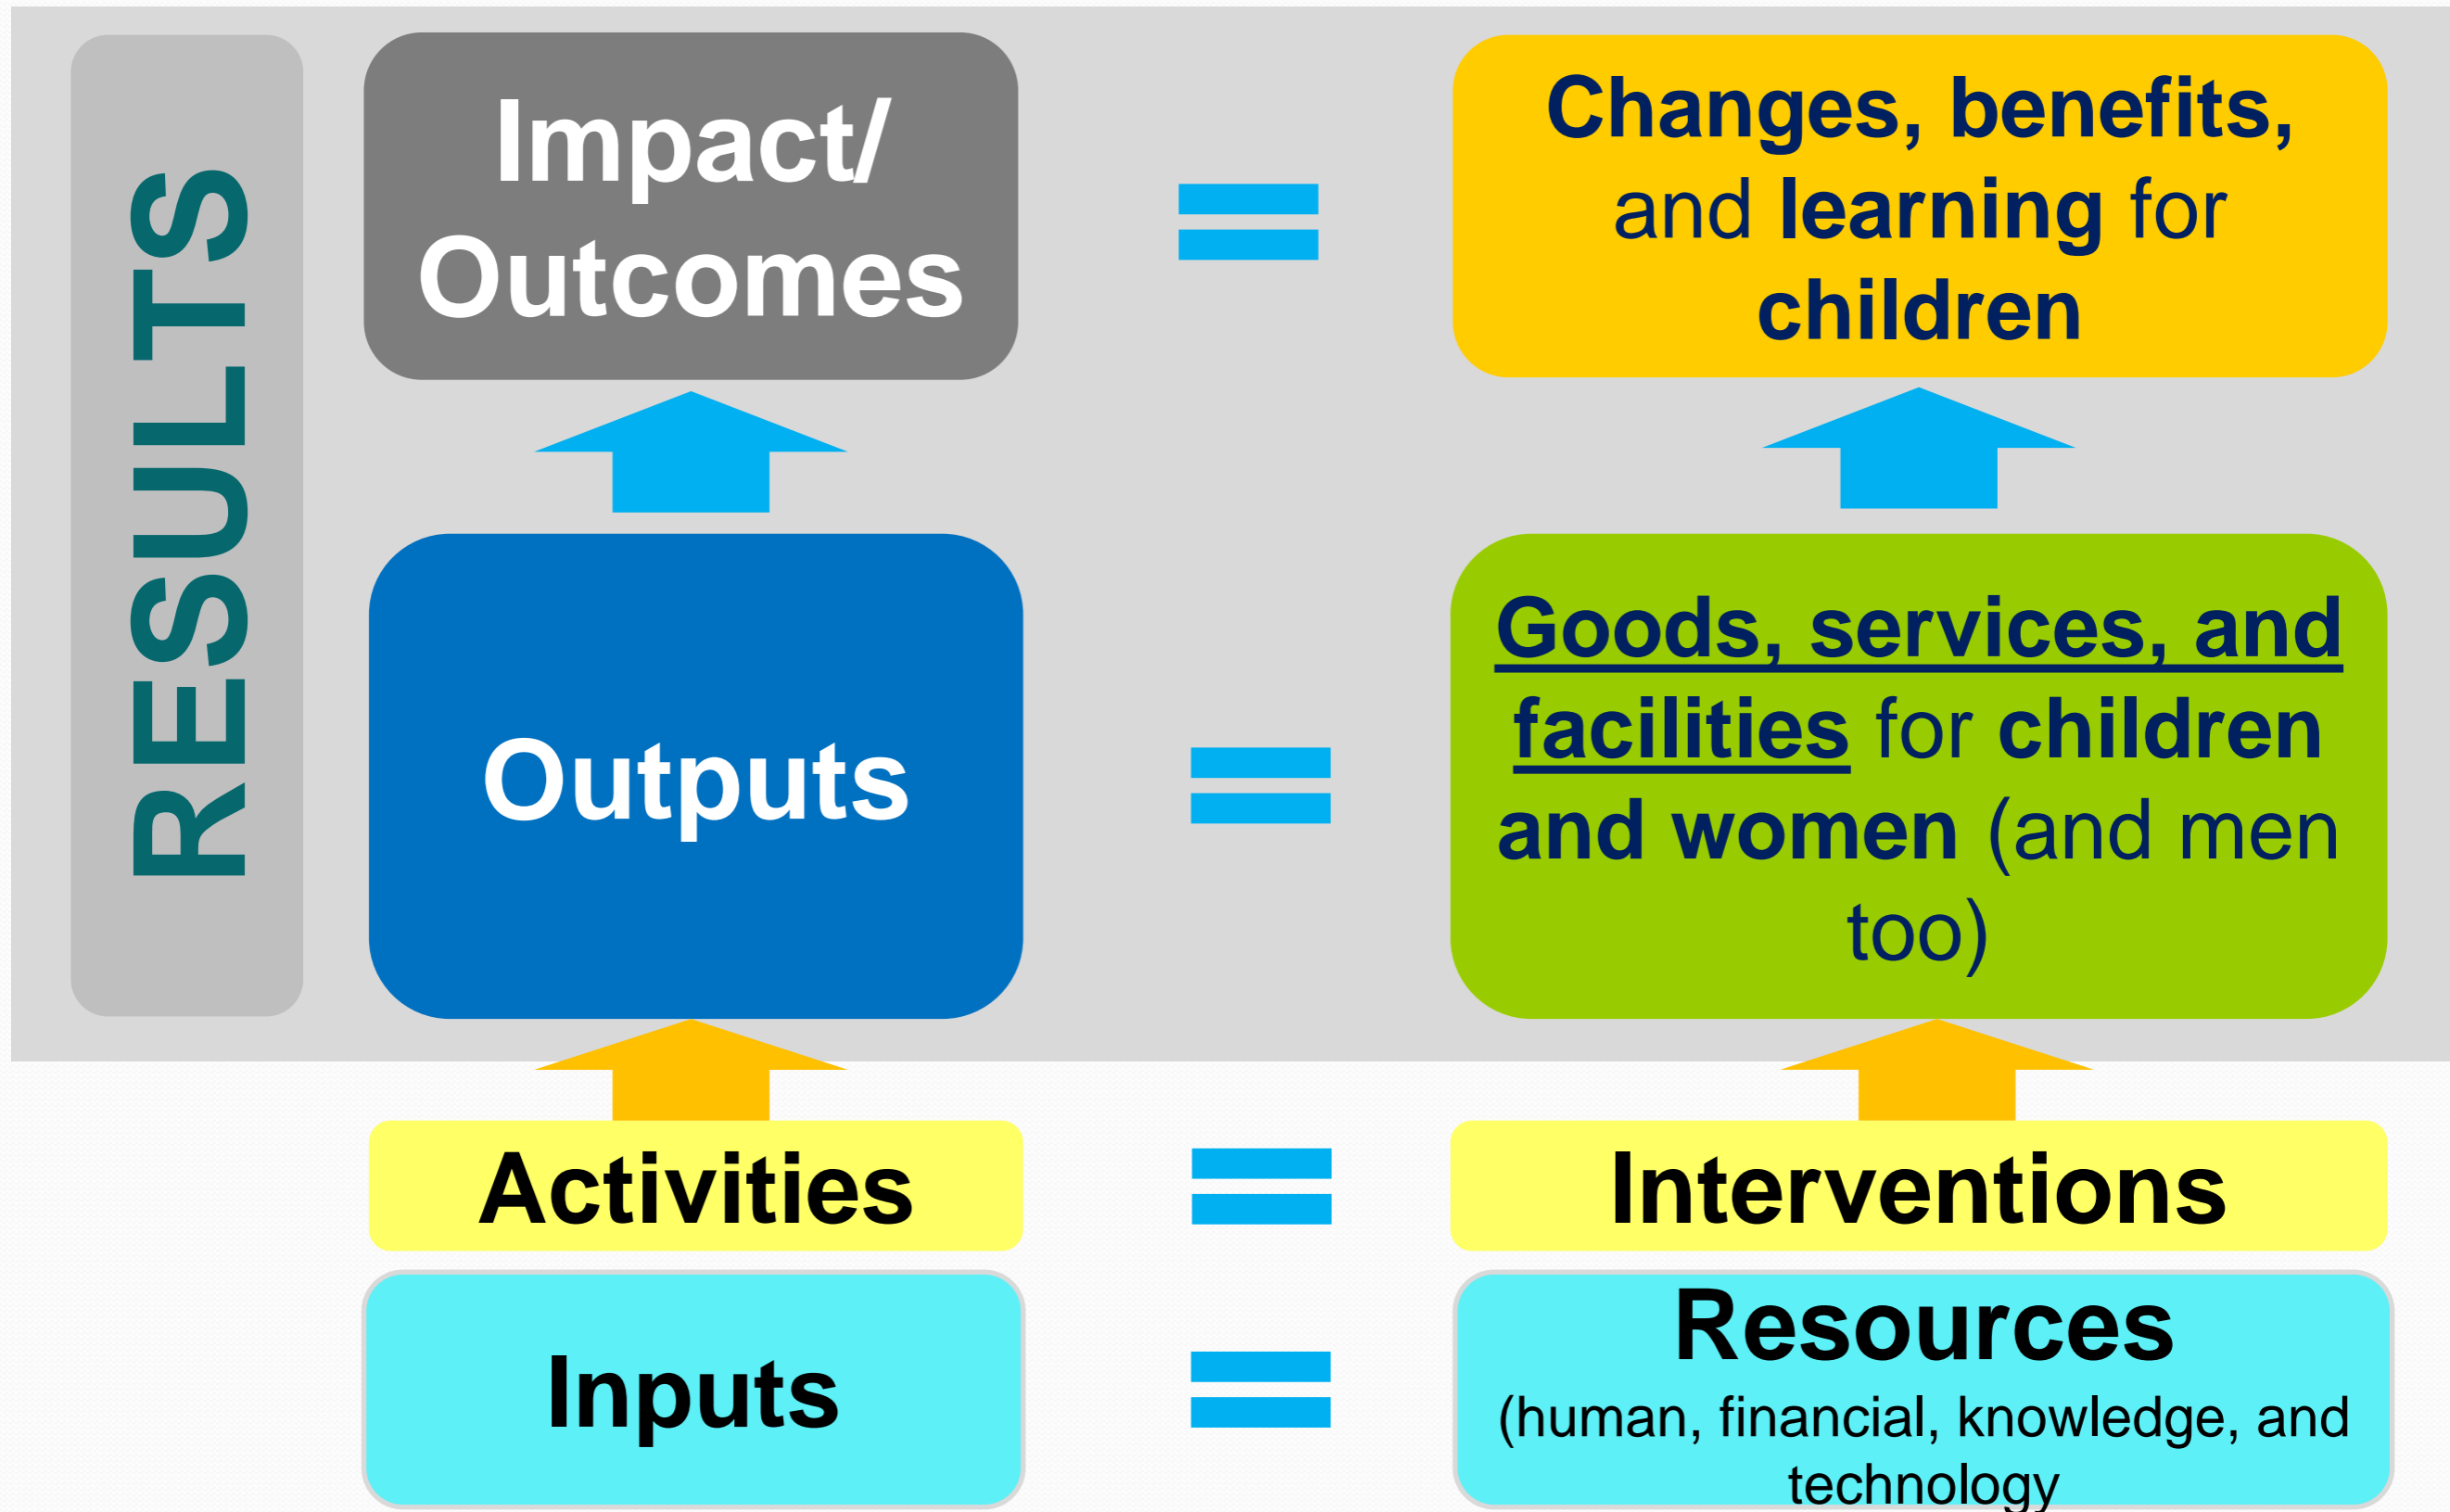 RESULTS
Impact/
Outcomes
Changes, benefits,
and learning for
children
Outputs
Goods, services, and
facilities for children
and women (and men
too)
Activities
Interventions
Inputs
Resources
(human, financial, knowledge, and
technology